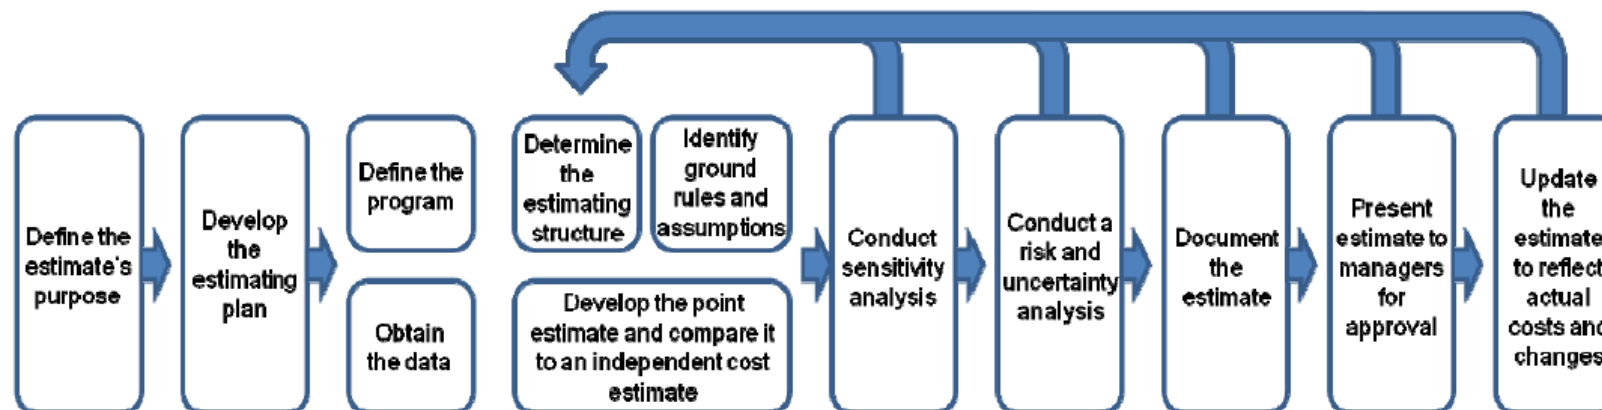 Define the
estimate's
purpose
Develop
the
estimating
plan
Define the
program
Obtain
the data
Determine
the
estimating
structure
Identify
ground
rules and
assumptions
Develop the point
estimate and compare it
to an independent cost
estimate
Conduct
sensitivity
analysis
Conduct a
risk and
uncertainty
analysis
Document
the
estimate
Present
estimate to
managers
for
approval
Update
the
estimate
to reflect
actual
costs and
changes